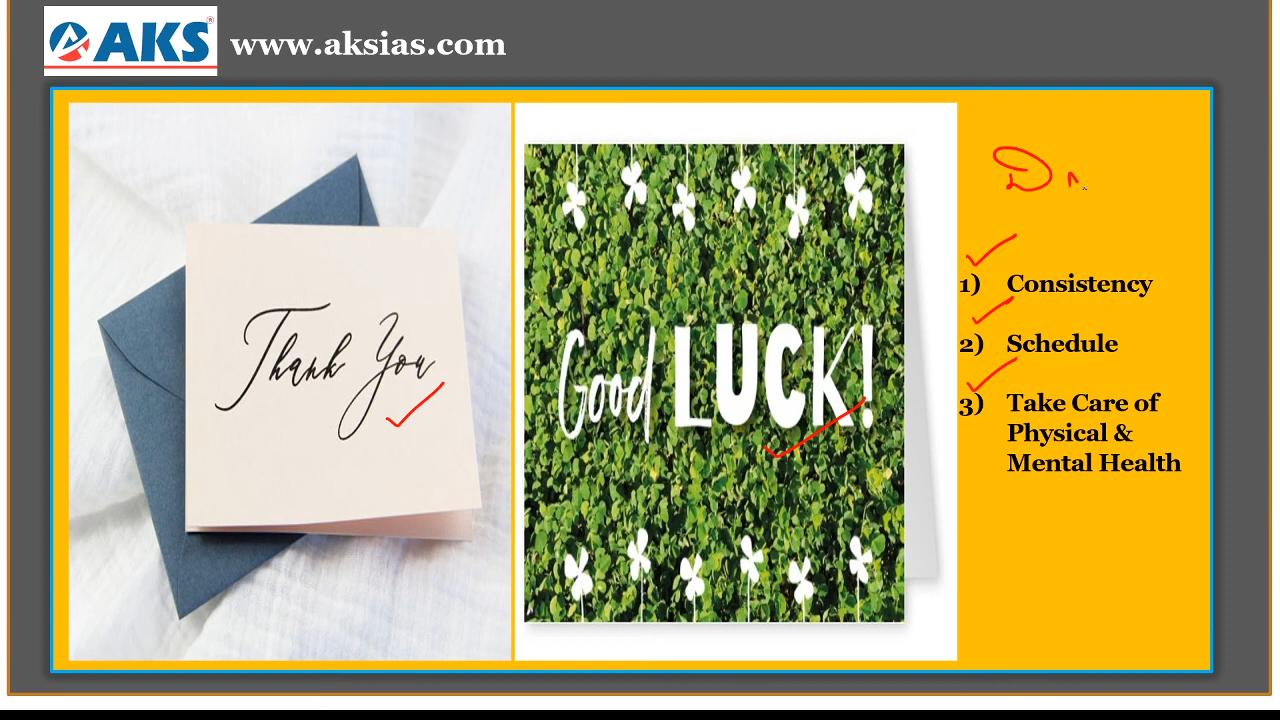 AKS®
www.aksias.com
Thank You
Good LUCK!
D
1) Consistency
2) Schedule
3) Take Care of
Physical &
Mental Health